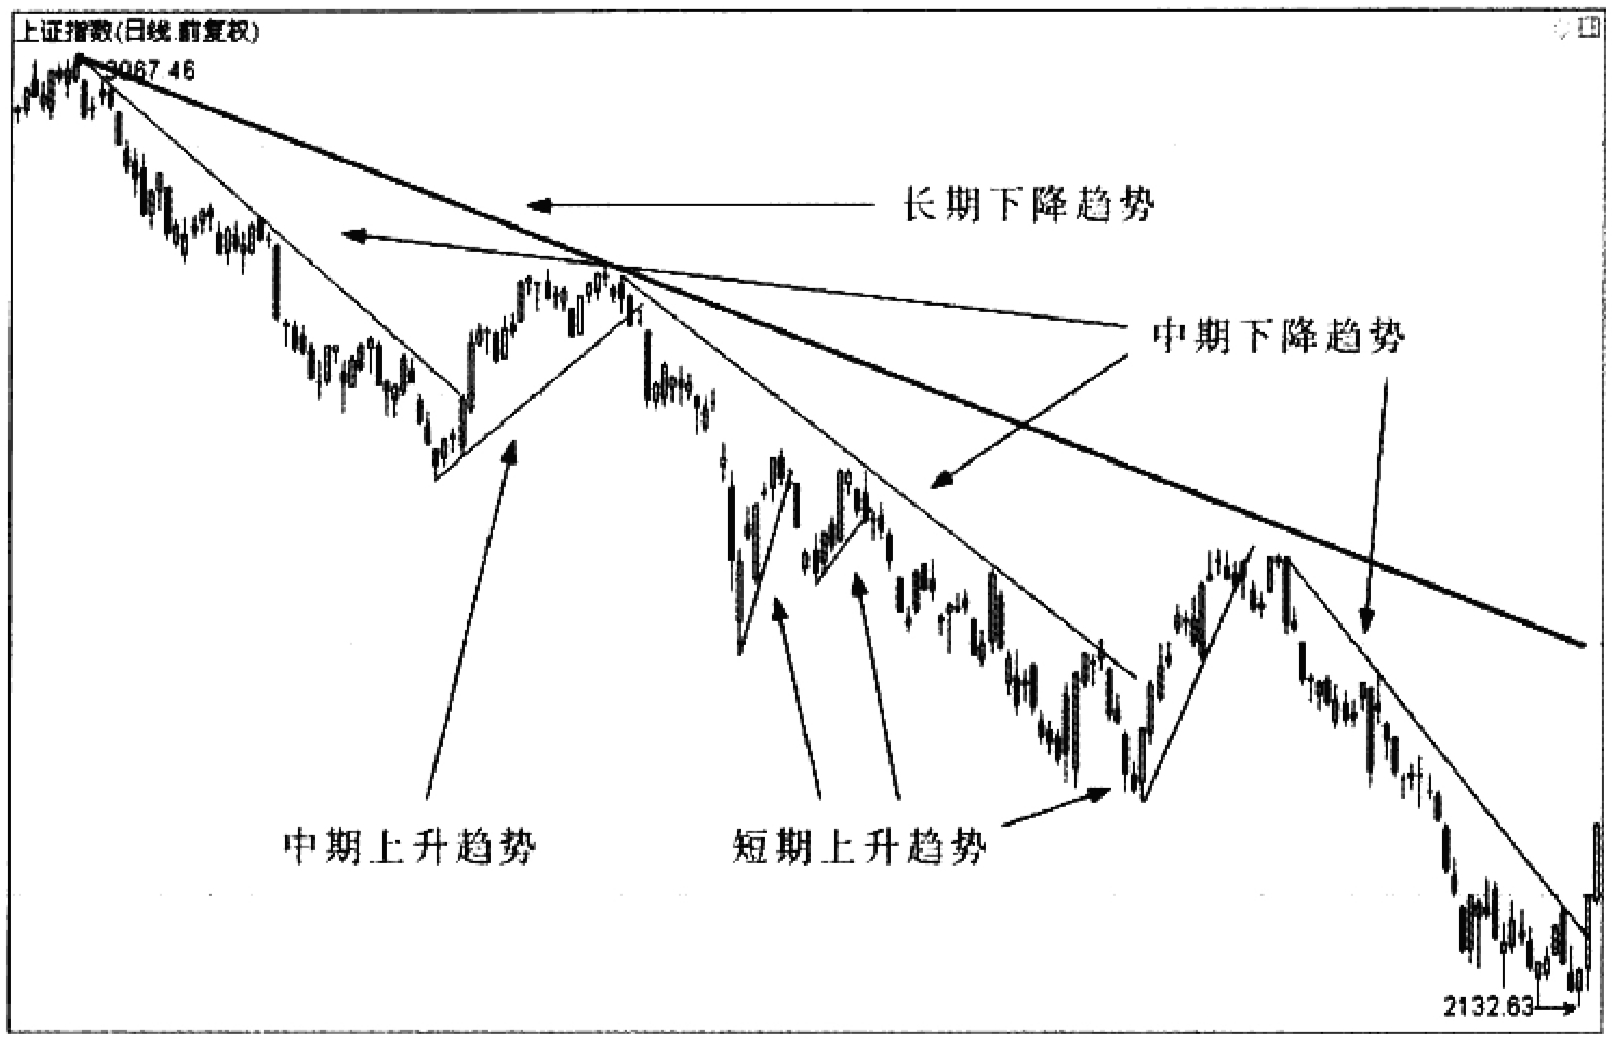 上证指数(日线.前复权)
3067.46
长期下降趋势
中期下降趋势
中期上升趋势
短期上升趋势
2132.63